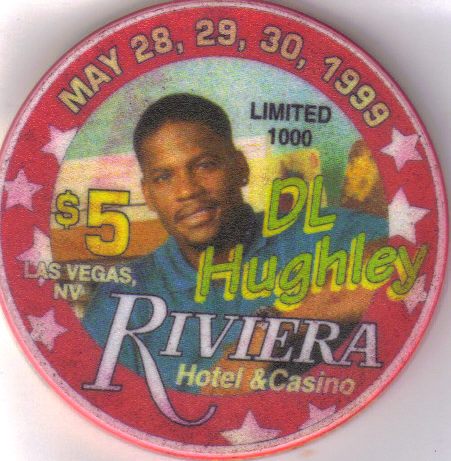 MAY 28, 29, 30, 1999
LIMITED
1000
$5
DL
Hughley
LAS VEGAS,
NV
RIVIERA
Hotel & Casino